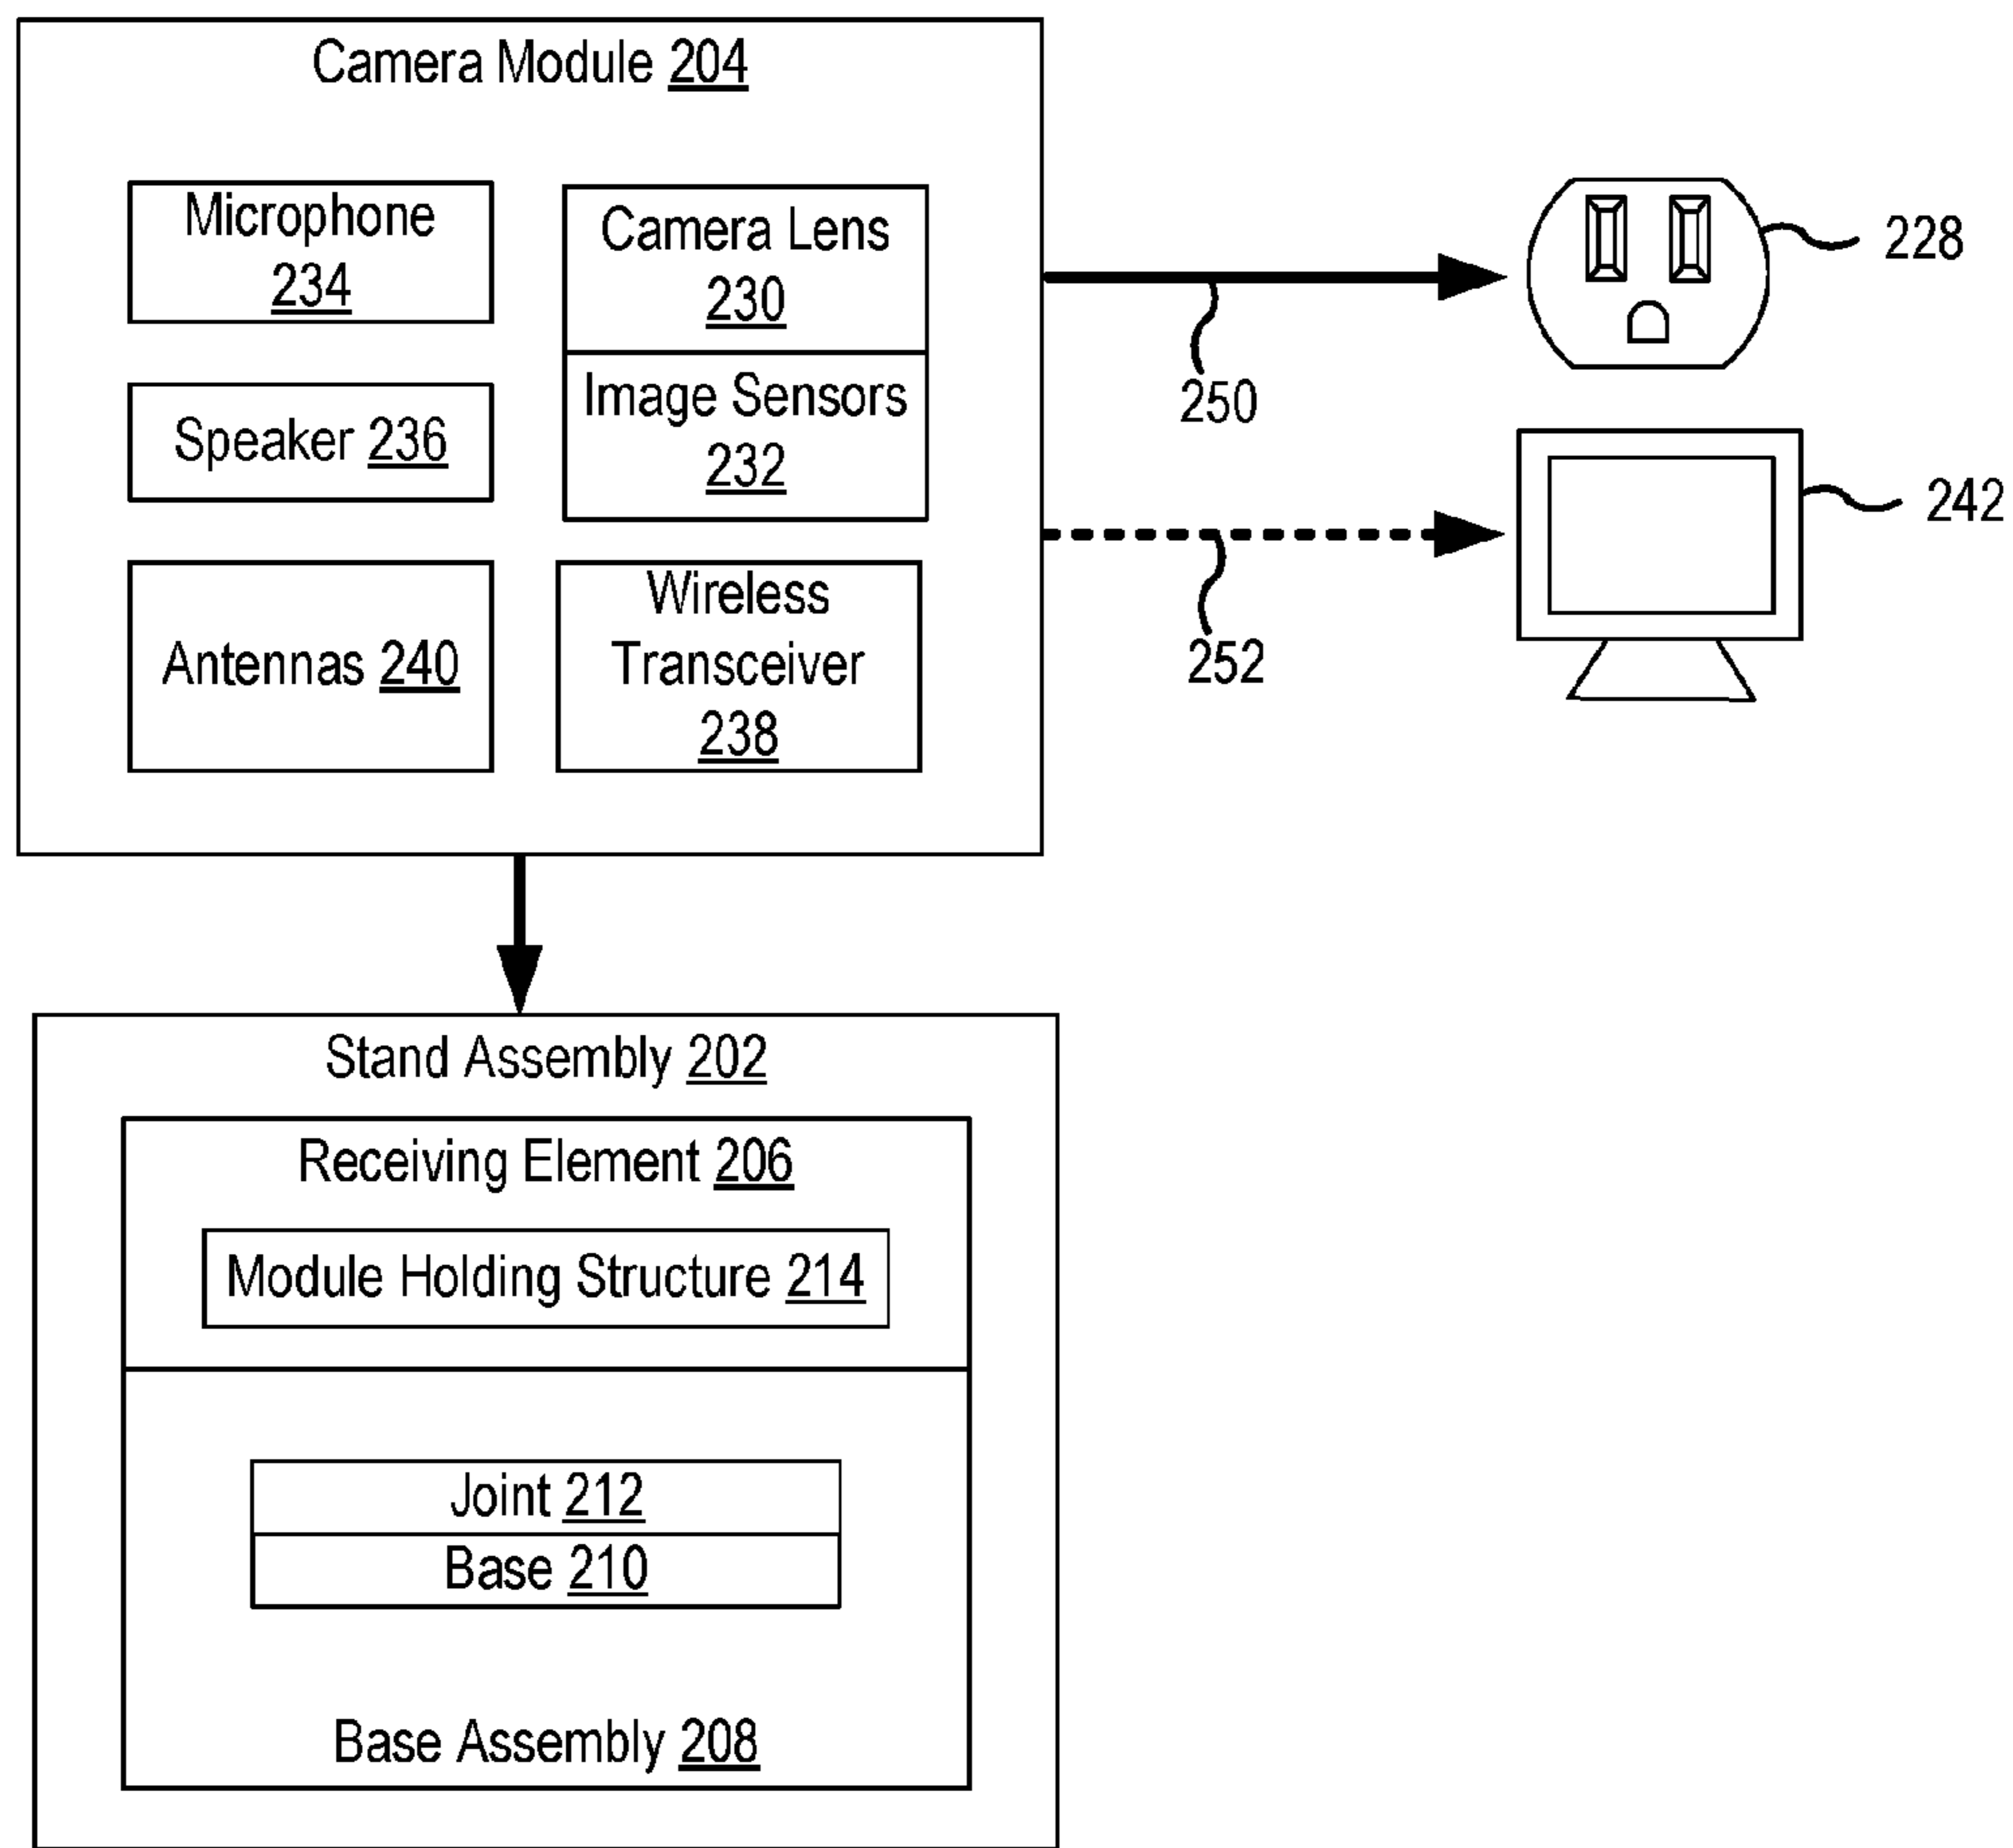 Camera Module 204
Microphone
234
Camera Lens
230
Image Sensors
232
Speaker 236
Antennas 240
Wireless
Transceiver
238
228
250
242
252
Stand Assembly 202
Receiving Element 206
Module Holding Structure 214
Joint 212
Base 210
Base Assembly 208